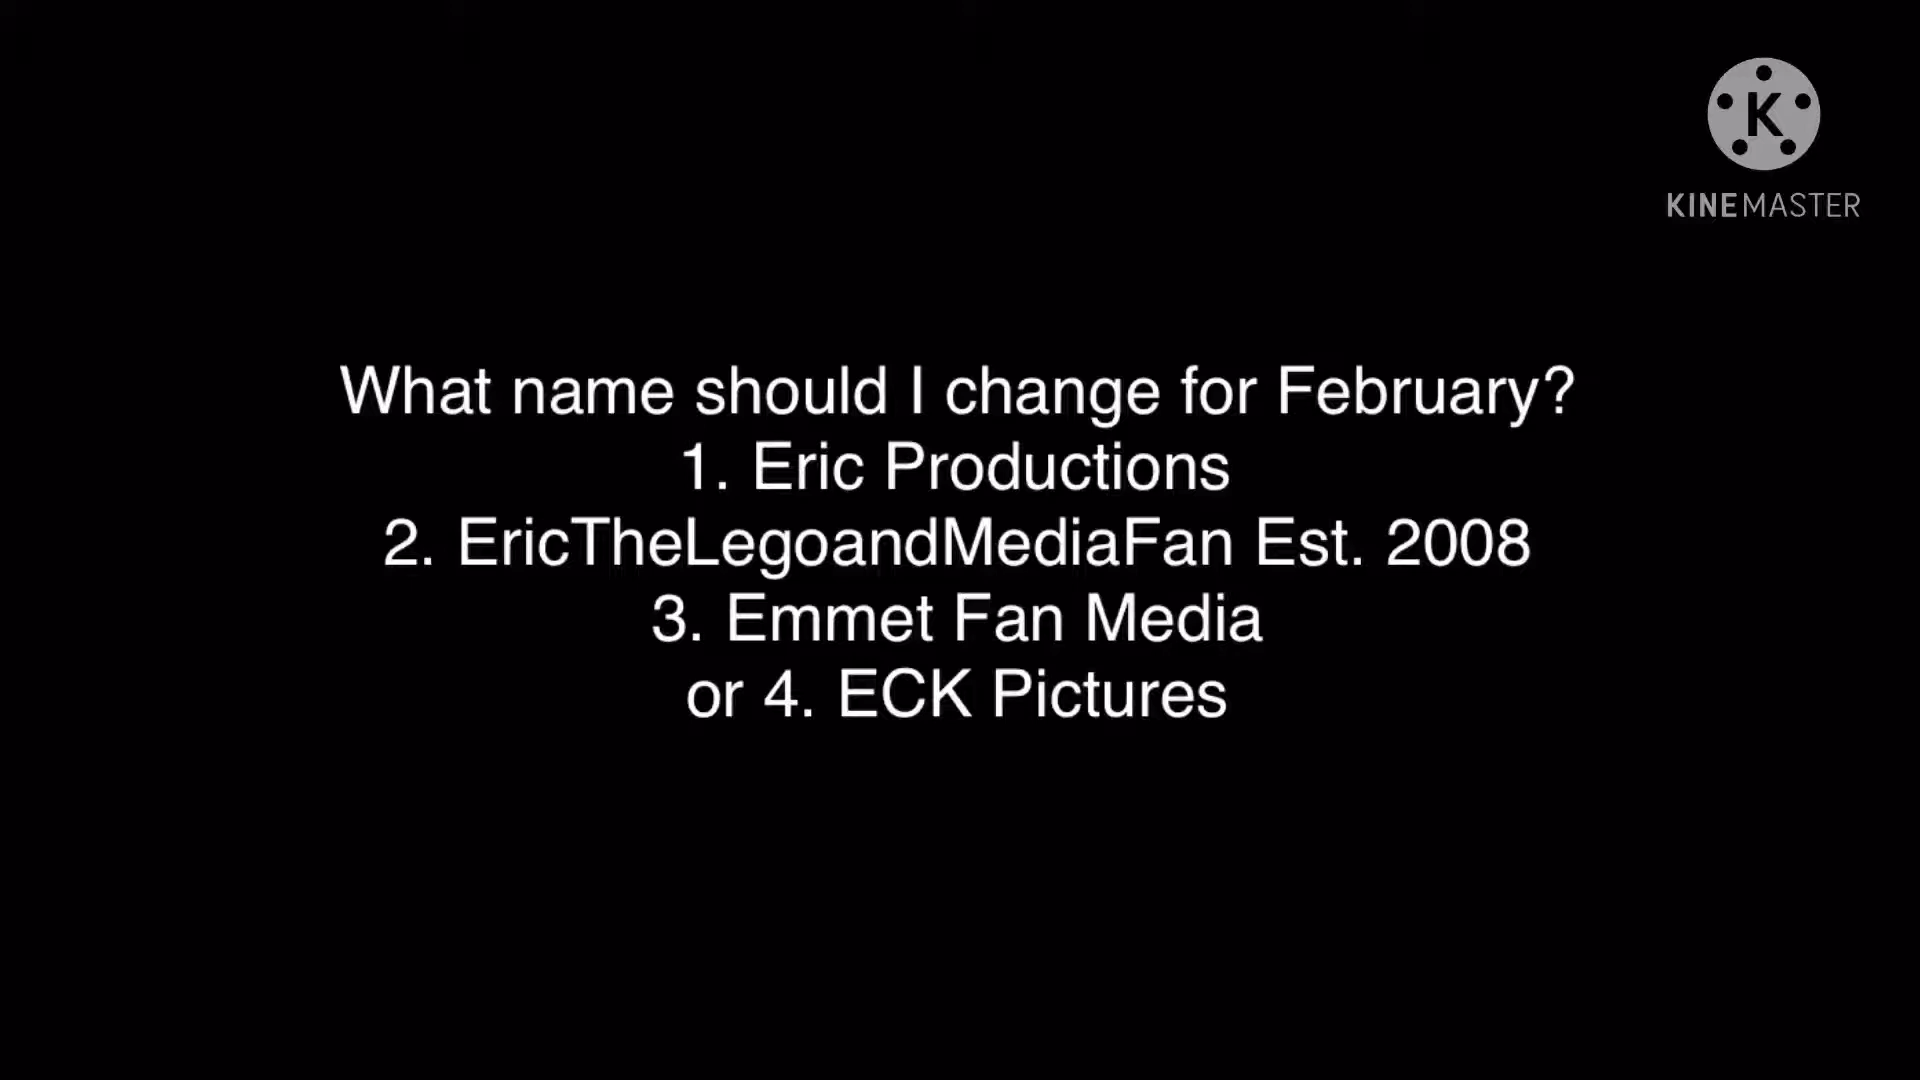 K
KINEMASTER
What name should I change for February?
1. Eric Productions
2. EricTheLegoandMediaFan Est. 2008
3. Emmet Fan Media
or 4. ECK Pictures